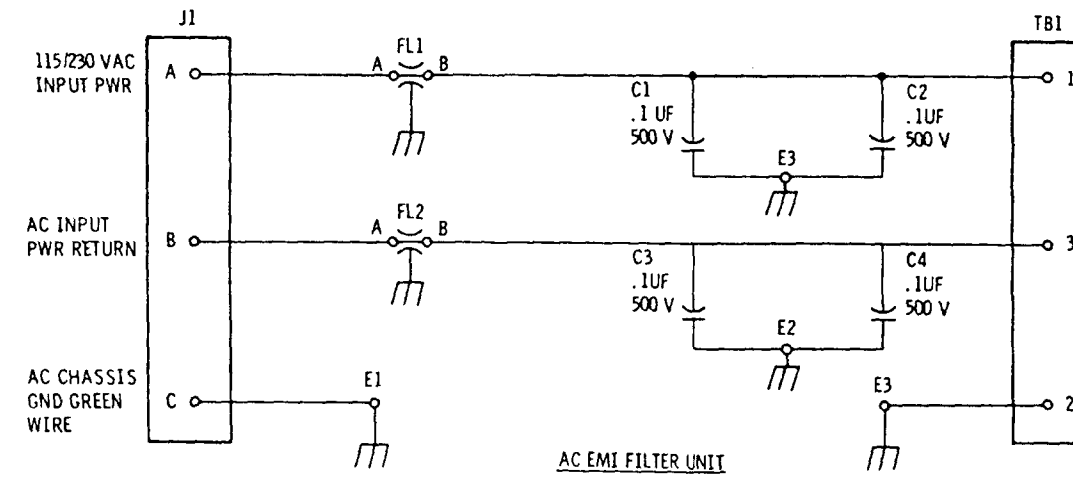 J1
TB1
115/230 VAC
INPUT PWR
A
A
FL1
B
1
C1
.1 UF
500 V
C2
.1UF
500 V
E3
AC INPUT
PWR RETURN
B
A
FL2
B
3
C3
.1UF
500 V
C4
.1UF
500 V
E2
AC CHASSIS
GND GREEN
WIRE
C
E1
E3
2
AC EMI FILTER UNIT